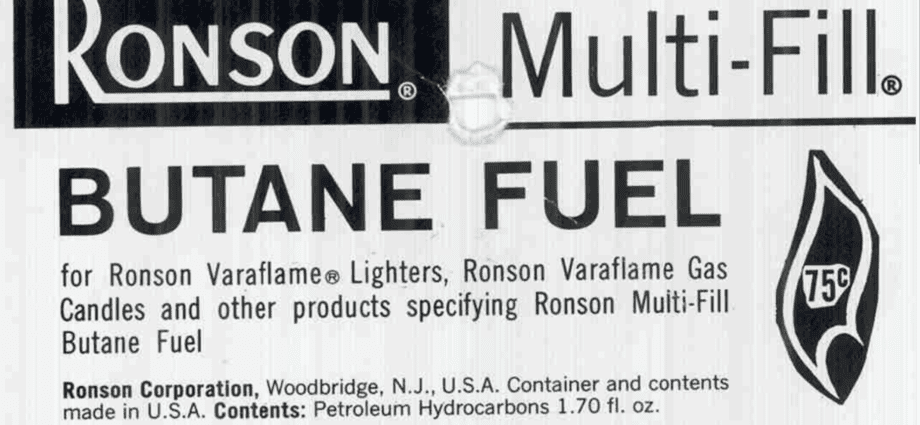 RONSON® Multi-Fill®
BUTANE FUEL
for Ronson Varaflame® Lighters, Ronson Varaflame Gas
Candles and other products specifying Ronson Multi-Fill
Butane Fuel
75¢
Ronson Corporation, Woodbridge, N.J., U.S.A. Container and contents
made in U.S.A. Contents: Petroleum Hydrocarbons 1.70 fl. oz.